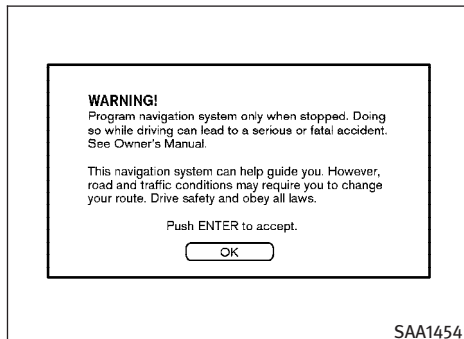 WARNING!
Program navigation system only when stopped. Doing
so while driving can lead to a serious or fatal accident.
See Owner's Manual.
This navigation system can help guide you. However,
road and traffic conditions may require you to change
your route. Drive safety and obey all laws.
Push ENTER to accept.
OK
SAA1454